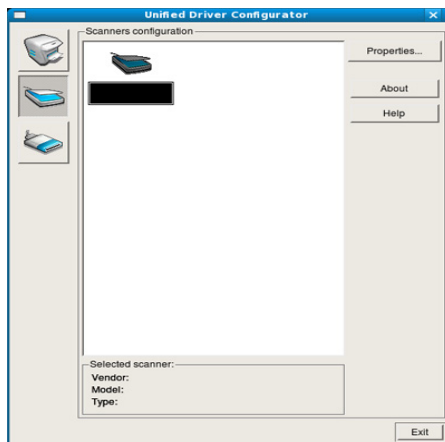 Unified Driver Configurator
Scanners configuration
Properties...
About
Help
Selected scanner:
Vendor:
Model:
Type:
Exit